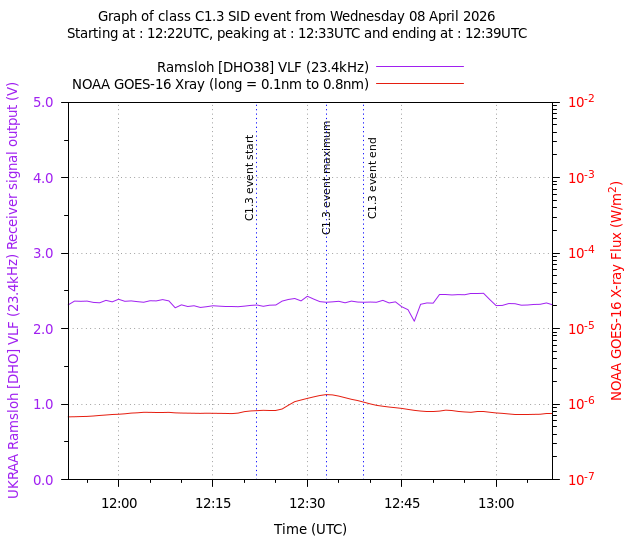 Graph of class C1.3 SID event from Wednesday 08 April 2026
Starting at : 12:22UTC, peaking at : 12:33UTC and ending at : 12:39UTC
Ramsloh [DHO38] VLF (23.4kHz)
NOAA GOES-16 Xray (long = 0.1nm to 0.8nm)
UKRAA Ramsloh [DHO] VLF (23.4kHz) Receiver signal output (V)
5.0
4.0
3.0
2.0
1.0
0.0
C1.3 event start
C1.3 event maximum
C1.3 event end
10⁻²
10⁻³
10⁻⁴
10⁻⁵
10⁻⁶
10⁻⁷
NOAA GOES-16 X-ray Flux (W/m²)
12:00 12:15 12:30 12:45 13:00
Time (UTC)